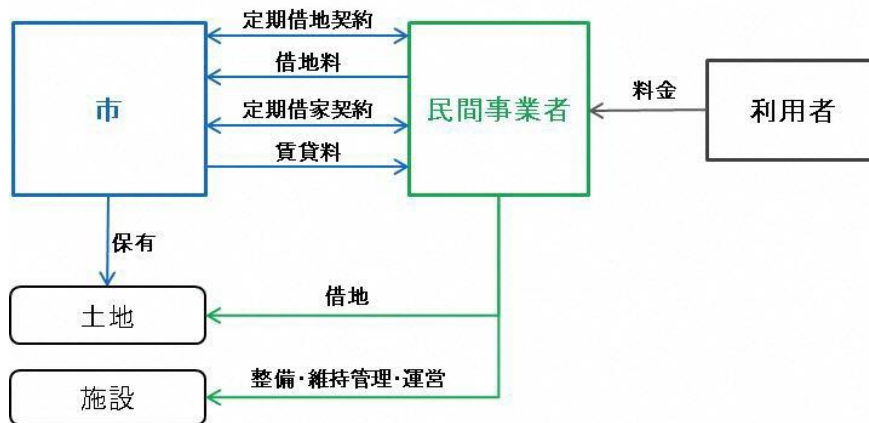 定期借地契約
借地料
市
定期借家契約
民間事業者
料金
利用者
賃貸料
保有
土地
借地
施設
整備・維持管理・運営